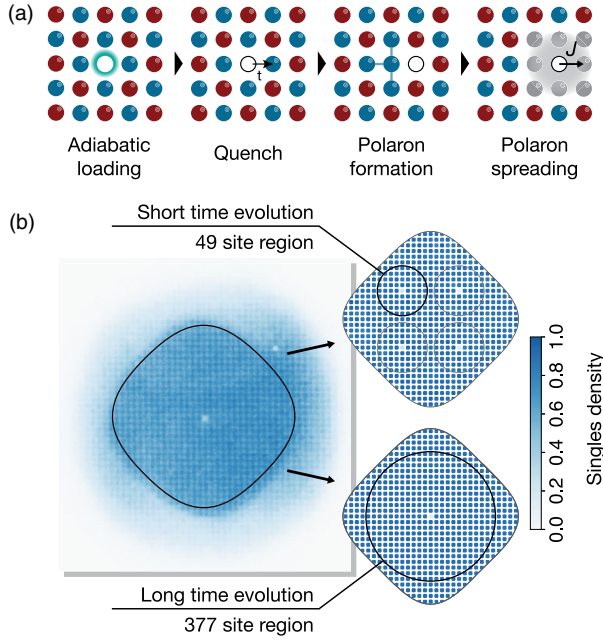 (a)
t
J
Adiabatic
loading
Quench
Polaron
formation
Polaron
spreading
(b)
Short time evolution
49 site region
0.0 0.2 0.4 0.6 0.8 1.0
Singles density
Long time evolution
377 site region